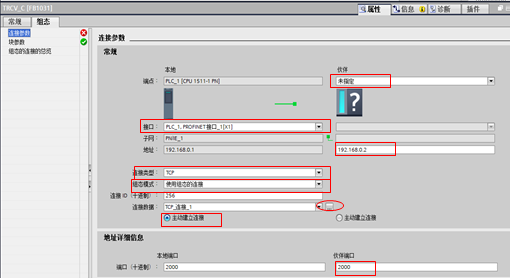 TRCV_C [FB1031]
属性 信息 诊断 插件
常规 组态
连接参数
块参数
组态的连接的总览
连接参数
常规
本地 伙伴
端点： PLC_1 [CPU 1511-1 PN] 未指定
接口： PLC_1, PROFINET接口_1[X1]
子网： PN/IE_1
地址： 192.168.0.1 192.168.0.2
连接类型： TCP
组态模式： 使用组态的连接
连接 ID（十进制）： 256
连接数据： TCP_连接_1
主动建立连接 主动建立连接
地址详细信息
本地端口 伙伴端口
端口（十进制）： 2000 2000